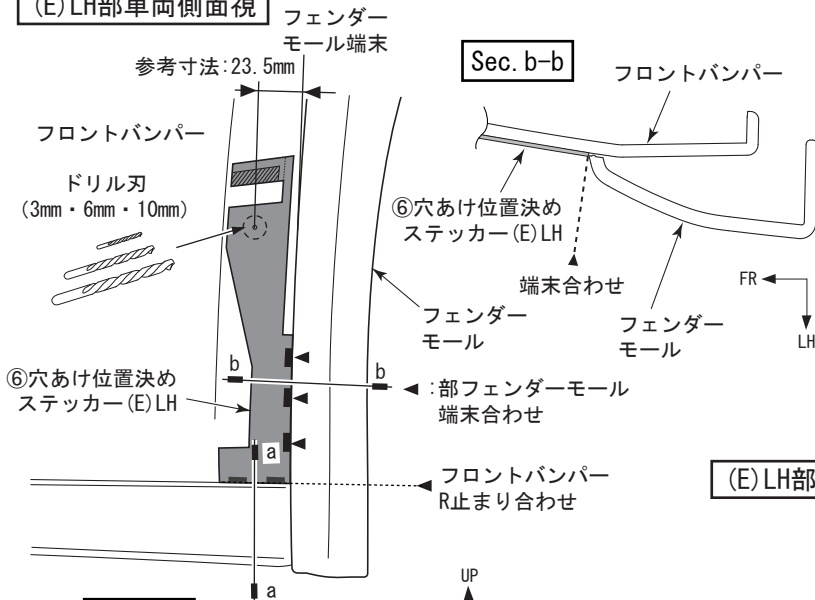 (E)LH部車両側面視
フェンダー
モール端末
参考寸法:23.5mm
Sec.b-b
フロントバンパー
フロントバンパー
ドリル刃
(3mm・6mm・10mm)
⑥穴あけ位置決め
ステッカー(E)LH
端末合わせ
FR
LH
フェンダー
モール
フェンダー
モール
b
b
⑥穴あけ位置決め
ステッカー(E)LH
:部フェンダーモール
端末合わせ
a
フロントバンパー
R止まり合わせ
(E)LH部
UP
a